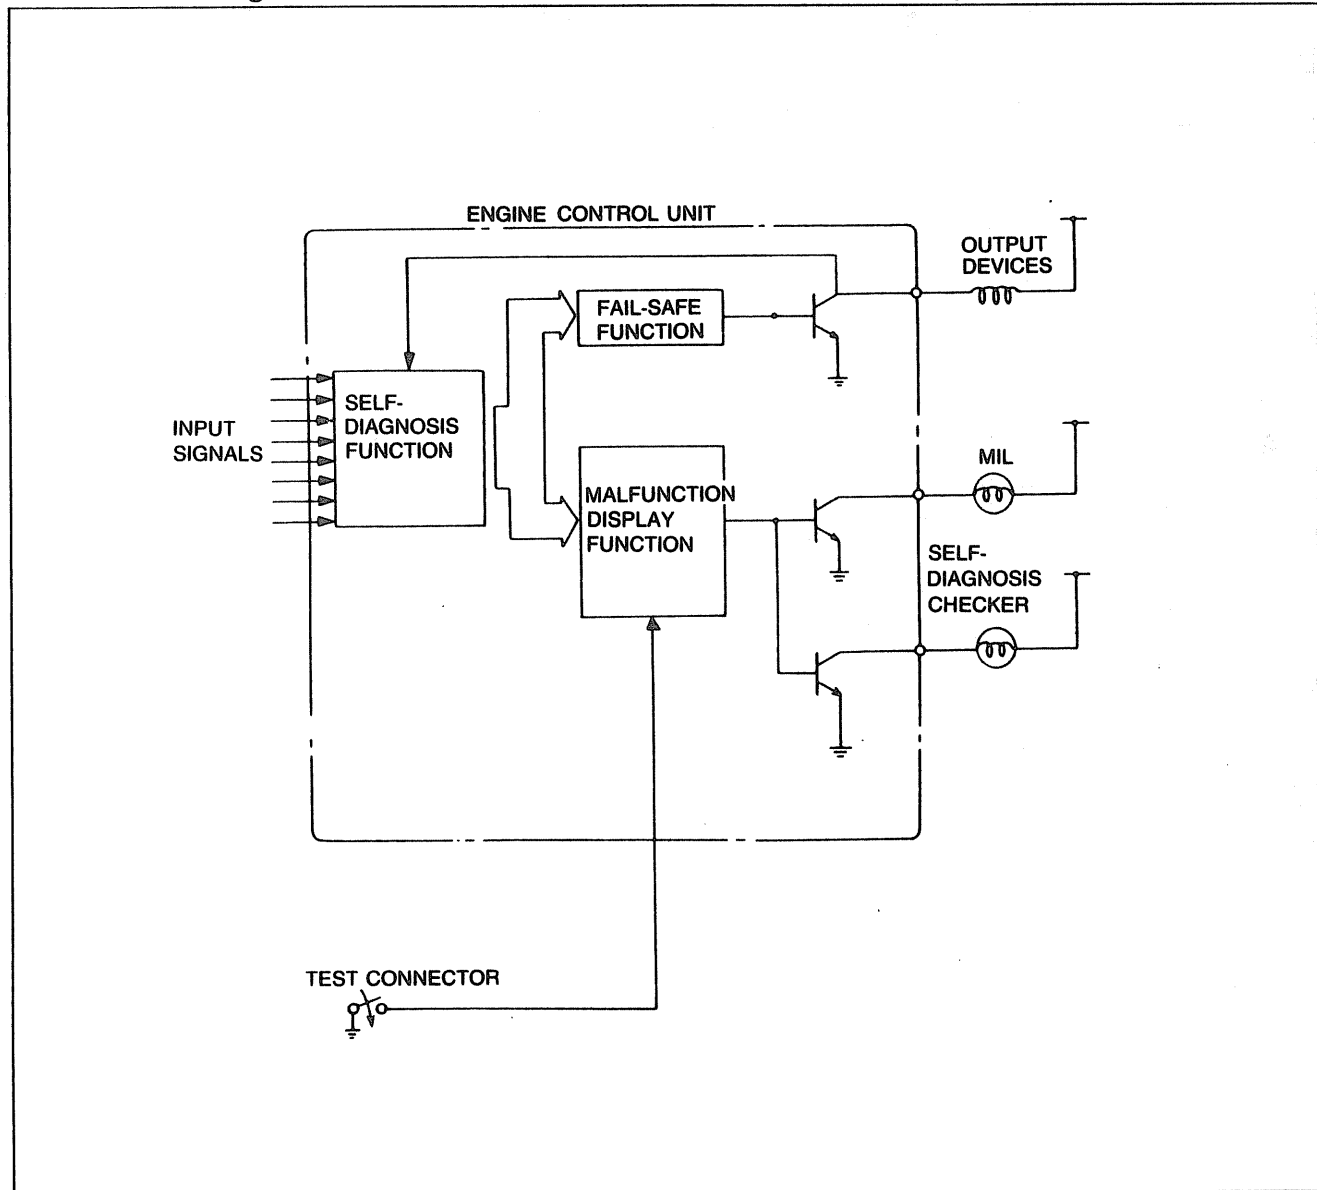 ENGINE CONTROL UNIT
OUTPUT
DEVICES
FAIL-SAFE
FUNCTION
SELF-
DIAGNOSIS
FUNCTION
INPUT
SIGNALS
MIL
MALFUNCTION
DISPLAY
FUNCTION
SELF-
DIAGNOSIS
CHECKER
TEST CONNECTOR